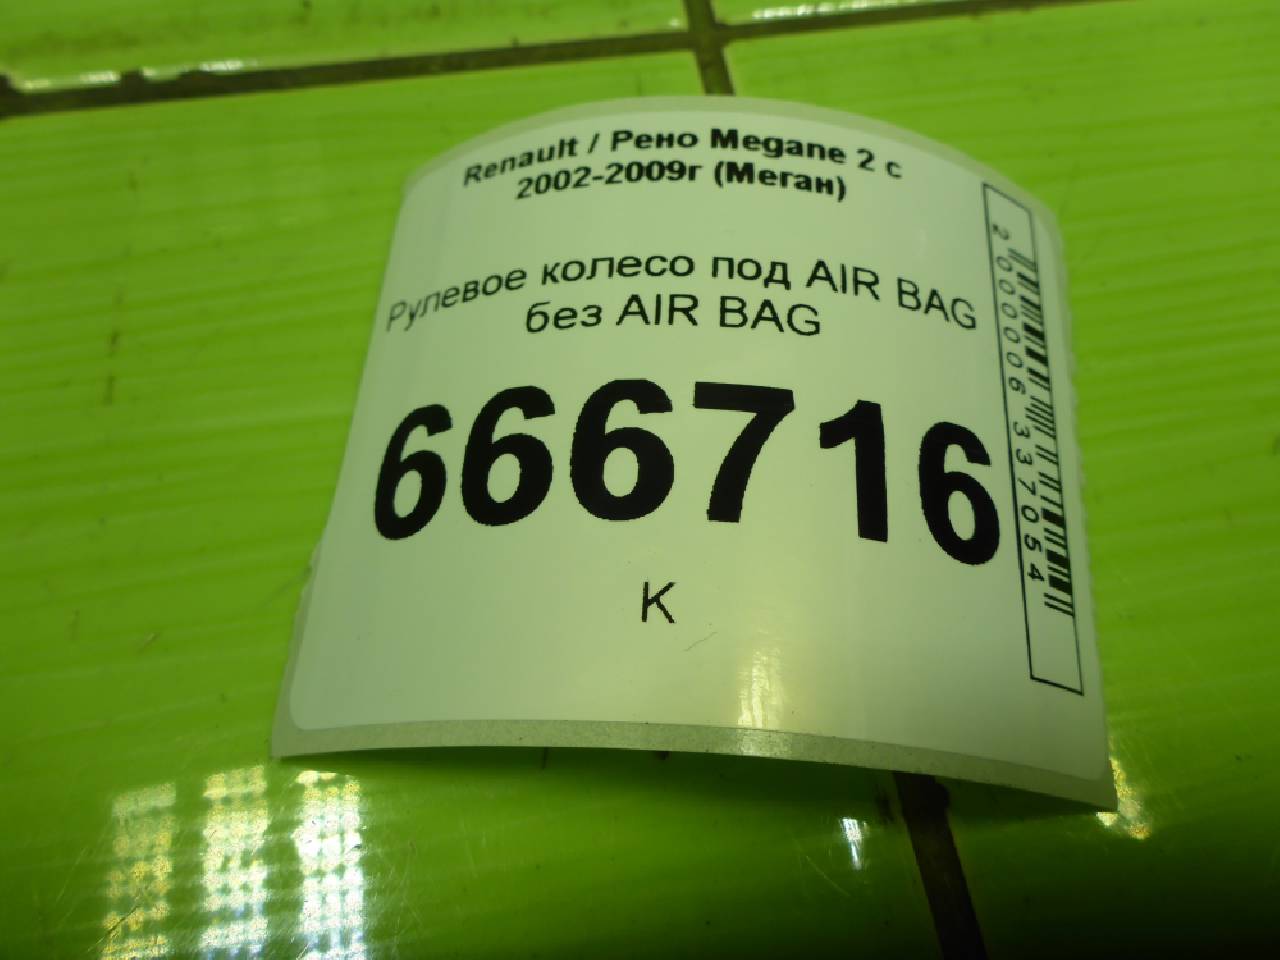 Renault / Рено Megane 2 с
2002-2009г (Меган)
Рулевое колесо под AIR BAG
без AIR BAG
666716
К
2000006337054